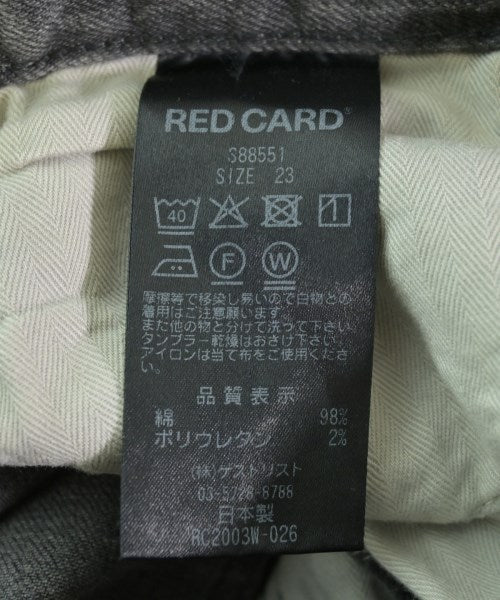 RED CARD
S88551
SIZE 23
40
F W
摩擦等で移染し易いので白物との
着用はご注意願います。
また他の物と分けて洗って下さい。
タンブラー乾燥はおさけ下さい。
アイロンは当て布をご使用くださ
い。
品質表示
綿 98%
ポリウレタン 2%
(株)ゲストリスト
03-5728-8788
日本製
RC2003W-026